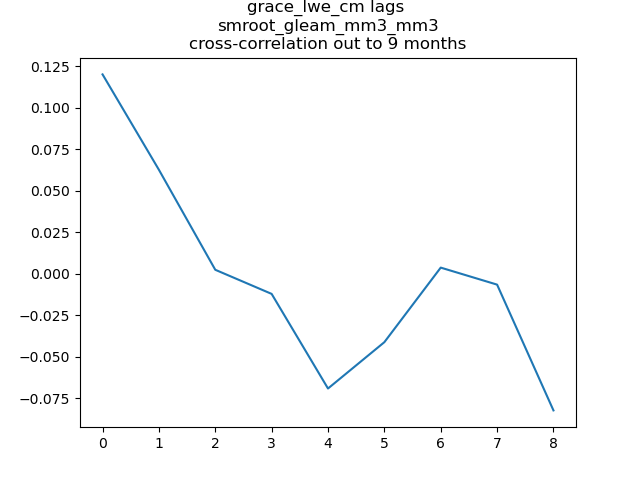 grace_lwe_cm lags
smroot_gleam_mm3_mm3
cross-correlation out to 9 months
0.125
0.100
0.075
0.050
0.025
0.000
−0.025
−0.050
−0.075
0 1 2 3 4 5 6 7 8